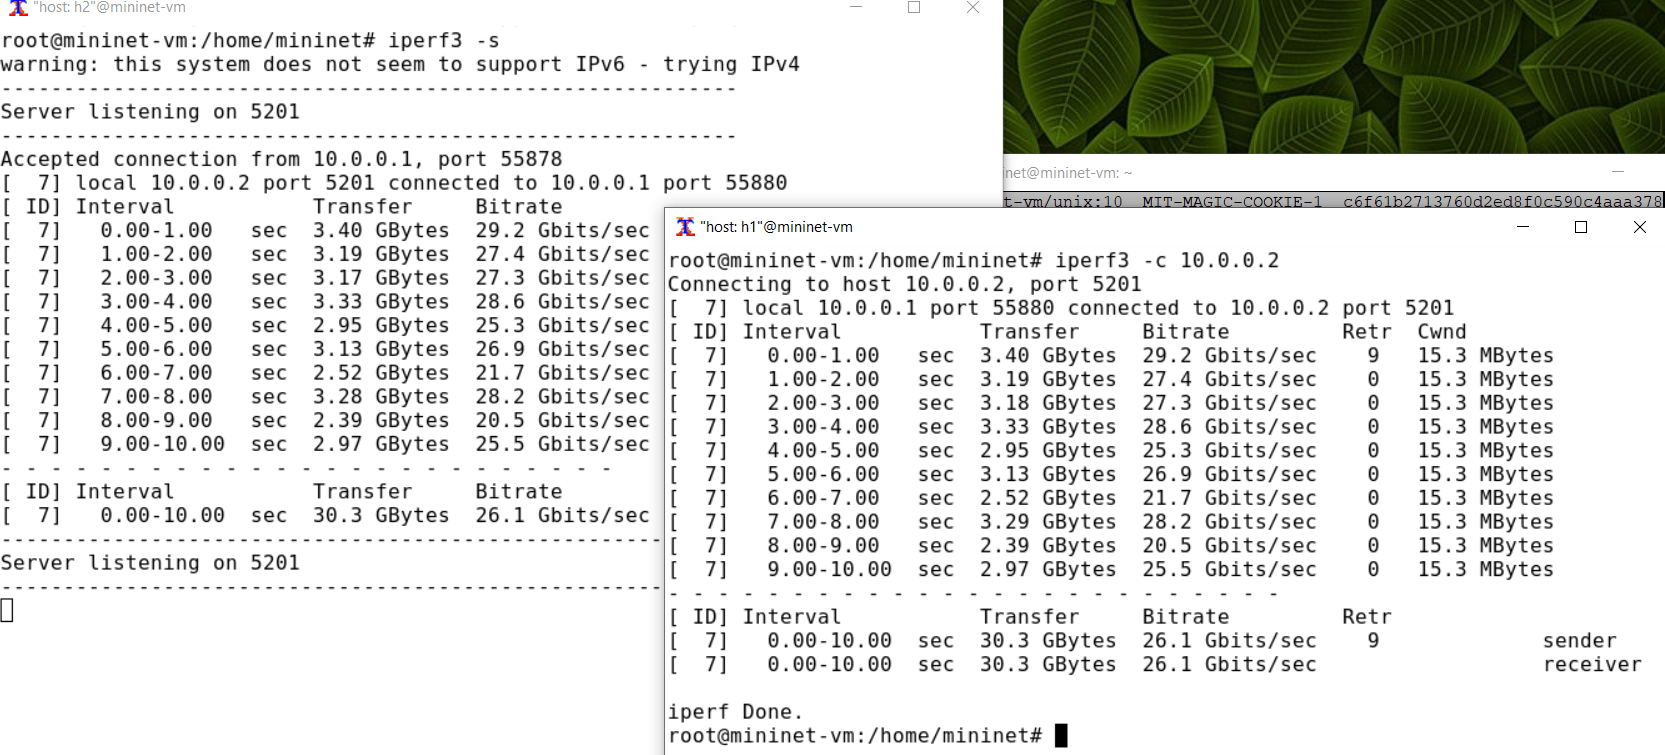 "host: h2"@mininet-vm
root@mininet-vm:/home/mininet# iperf3 -s
warning: this system does not seem to support IPv6 - trying IPv4
-----------------------------------------------------------
Server listening on 5201
-----------------------------------------------------------
Accepted connection from 10.0.0.1, port 55878
[  7] local 10.0.0.2 port 5201 connected to 10.0.0.1 port 55880
[ ID] Interval           Transfer     Bitrate
[  7]   0.00-1.00   sec  3.40 GBytes  29.2 Gbits/sec
[  7]   1.00-2.00   sec  3.19 GBytes  27.4 Gbits/sec
[  7]   2.00-3.00   sec  3.17 GBytes  27.3 Gbits/sec
[  7]   3.00-4.00   sec  3.33 GBytes  28.6 Gbits/sec
[  7]   4.00-5.00   sec  2.95 GBytes  25.3 Gbits/sec
[  7]   5.00-6.00   sec  3.13 GBytes  26.9 Gbits/sec
[  7]   6.00-7.00   sec  2.52 GBytes  21.7 Gbits/sec
[  7]   7.00-8.00   sec  3.28 GBytes  28.2 Gbits/sec
[  7]   8.00-9.00   sec  2.39 GBytes  20.5 Gbits/sec
[  7]   9.00-10.00  sec  2.97 GBytes  25.5 Gbits/sec
- - - - - - - - - - - - - - - - - - - - - - - - -
[ ID] Interval           Transfer     Bitrate
[  7]   0.00-10.00  sec  30.3 GBytes  26.1 Gbits/sec
-----------------------------------------------------
Server listening on 5201
-----------------------------------------------------
net@mininet-vm: ~
t-vm/unix:10  MIT-MAGIC-COOKIE-1  c6f61b2713760d2ed8f0c590c4aaa378
"host: h1"@mininet-vm
root@mininet-vm:/home/mininet# iperf3 -c 10.0.0.2
Connecting to host 10.0.0.2, port 5201
[  7] local 10.0.0.1 port 55880 connected to 10.0.0.2 port 5201
[ ID] Interval           Transfer     Bitrate         Retr  Cwnd
[  7]   0.00-1.00   sec  3.40 GBytes  29.2 Gbits/sec    9   15.3 MBytes
[  7]   1.00-2.00   sec  3.19 GBytes  27.4 Gbits/sec    0   15.3 MBytes
[  7]   2.00-3.00   sec  3.18 GBytes  27.3 Gbits/sec    0   15.3 MBytes
[  7]   3.00-4.00   sec  3.33 GBytes  28.6 Gbits/sec    0   15.3 MBytes
[  7]   4.00-5.00   sec  2.95 GBytes  25.3 Gbits/sec    0   15.3 MBytes
[  7]   5.00-6.00   sec  3.13 GBytes  26.9 Gbits/sec    0   15.3 MBytes
[  7]   6.00-7.00   sec  2.52 GBytes  21.7 Gbits/sec    0   15.3 MBytes
[  7]   7.00-8.00   sec  3.29 GBytes  28.2 Gbits/sec    0   15.3 MBytes
[  7]   8.00-9.00   sec  2.39 GBytes  20.5 Gbits/sec    0   15.3 MBytes
[  7]   9.00-10.00  sec  2.97 GBytes  25.5 Gbits/sec    0   15.3 MBytes
- - - - - - - - - - - - - - - - - - - - - - - - -
[ ID] Interval           Transfer     Bitrate         Retr
[  7]   0.00-10.00  sec  30.3 GBytes  26.1 Gbits/sec    9             sender
[  7]   0.00-10.00  sec  30.3 GBytes  26.1 Gbits/sec                  receiver
iperf Done.
root@mininet-vm:/home/mininet#